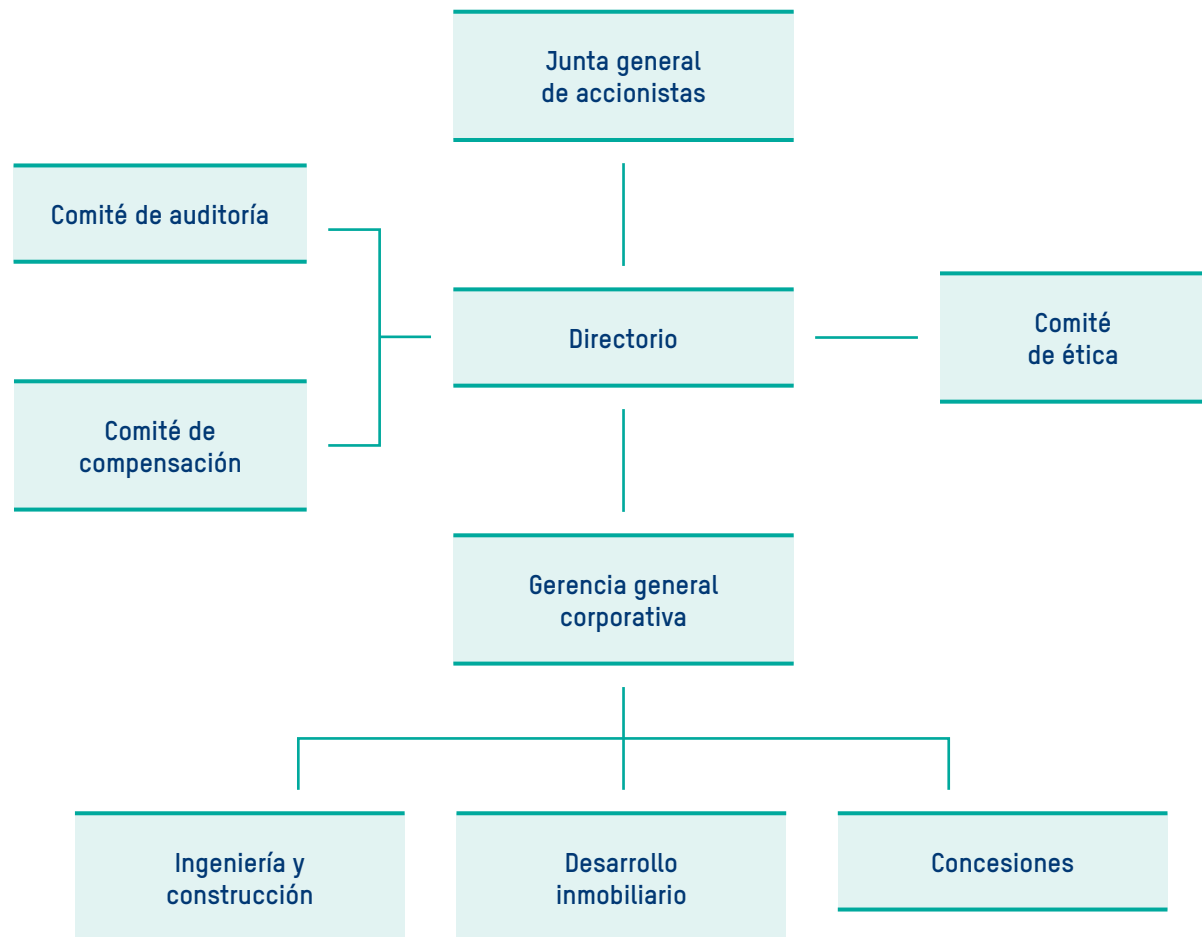 Junta general
de accionistas
Comité de auditoría
Directorio
Comité
de ética
Comité de
compensación
Gerencia general
corporativa
Ingeniería y
construcción
Desarrollo
inmobiliario
Concesiones